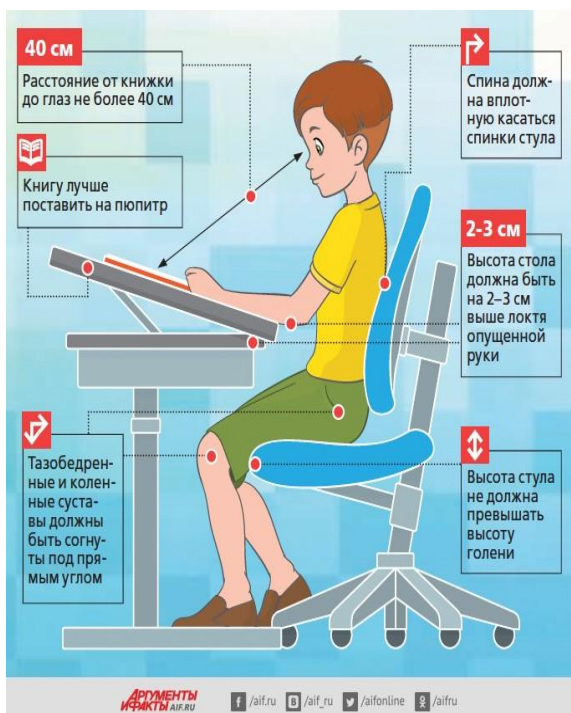 40 см
Расстояние от книжки
до глаз не более 40 см
Книгу лучше
поставить на пюпитр
Спина долж-
на вплот-
ную касаться
спинки стула
2-3 см
Высота стола
должна быть
на 2–3 см
выше локтя
опущенной
руки
Тазобедрен-
ные и колен-
ные суста-
вы должны
быть согну-
ты под пря-
мым углом
Высота стула
не должна
превышать
высоту
голени
АРГУМЕНТЫ
И ФАКТЫ AIF.RU
f /aif.ru B /aif_ru /aifonline /aifru